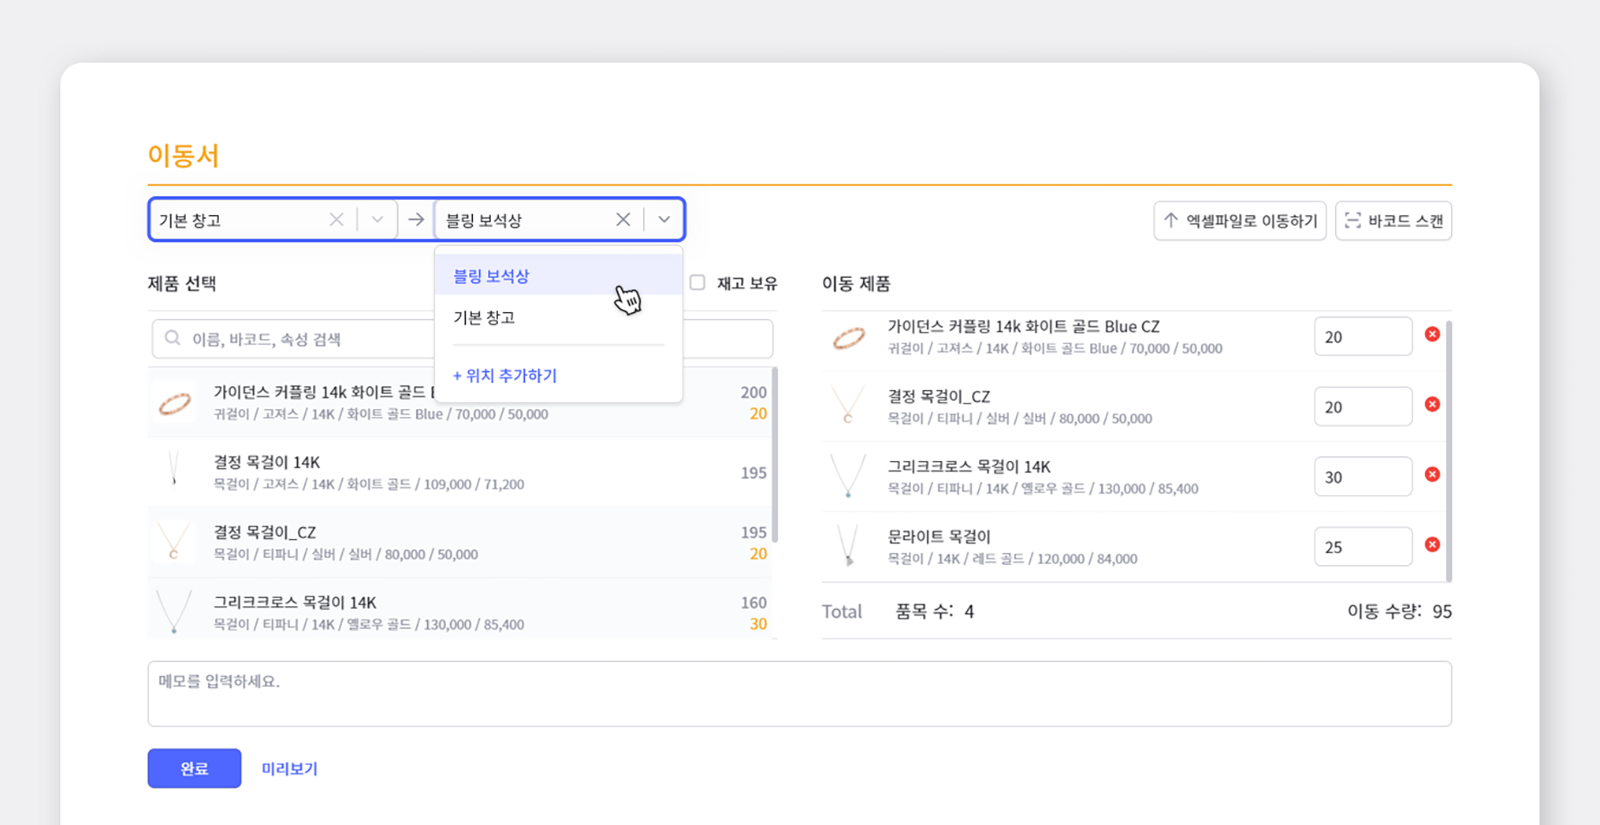 이동서
기본 창고
블링 보석상
엑셀파일로 이동하기
바코드 스캔
블링 보석상
기본 창고
+ 위치 추가하기
제품 선택
재고 보유
이름, 바코드, 속성 검색
가이던스 커플링 14k 화이트 골드
200
귀걸이 / 고져스 / 14K / 화이트 골드 Blue / 70,000 / 50,000
20
결정 목걸이 14K
목걸이 / 고져스 / 14K / 화이트 골드 / 109,000 / 71,200
195
결정 목걸이_CZ
195
목걸이 / 티파니 / 실버 / 실버 / 80,000 / 50,000
20
그리크크로스 목걸이 14K
160
목걸이 / 티파니 / 14K / 옐로우 골드 / 130,000 / 85,400
30
이동 제품
가이던스 커플링 14k 화이트 골드 Blue CZ
귀걸이 / 고져스 / 14K / 화이트 골드 Blue / 70,000 / 50,000
20
결정 목걸이_CZ
목걸이 / 티파니 / 실버 / 실버 / 80,000 / 50,000
20
그리크크로스 목걸이 14K
목걸이 / 티파니 / 14K / 옐로우 골드 / 130,000 / 85,400
30
문라이트 목걸이
목걸이 / 14K / 레드 골드 / 120,000 / 84,000
25
Total 품목 수: 4 이동 수량: 95
메모를 입력하세요.
완료
미리보기